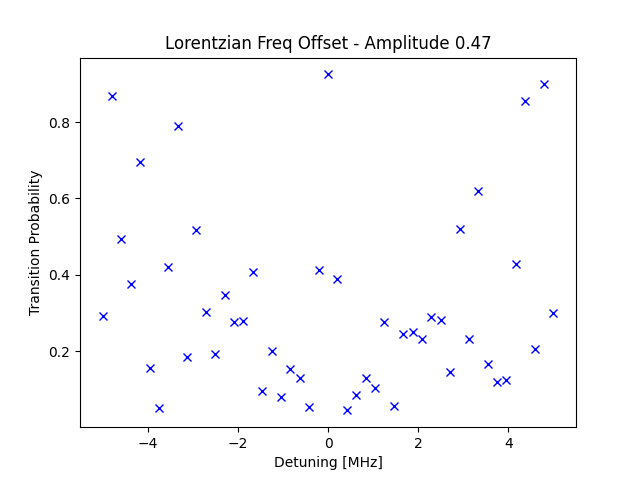 Lorentzian Freq Offset - Amplitude 0.47
Transition Probability
0.8
0.6
0.4
0.2
−4 −2 0 2 4
Detuning [MHz]